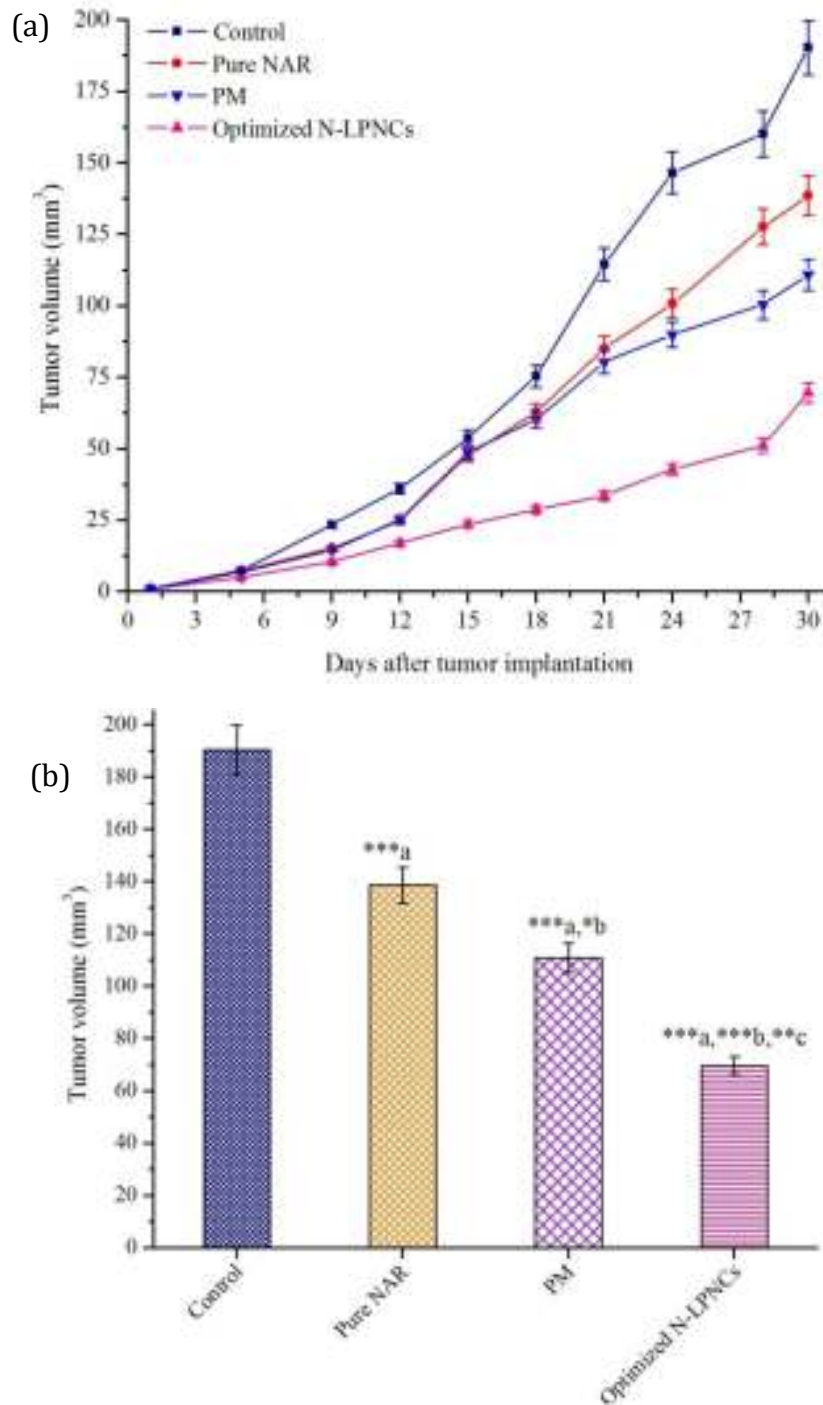 (a)
Control
Pure NAR
PM
Optimized N-LPNCs
200
175
150
125
100
75
50
25
0
Tumor volume (mm³)
0 3 6 9 12 15 18 21 24 27 30
Days after tumor implantation
(b)
200
180
160
140
120
100
80
60
40
20
0
Tumor volume (mm³)
***a
***a,*b
***a,***b,**c
Control
Pure NAR
PM
Optimized N-LPNCs